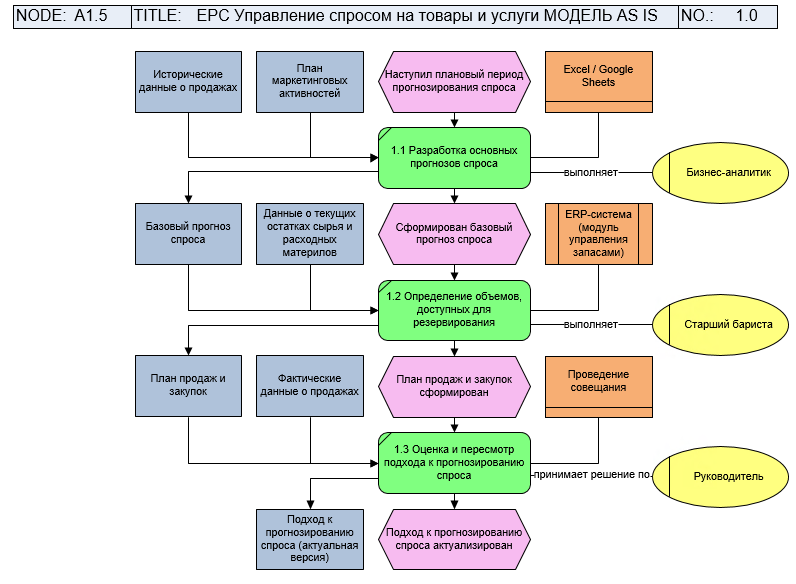 NODE: A1.5 TITLE: EPC Управление спросом на товары и услуги МОДЕЛЬ AS IS NO.: 1.0
Исторические
данные о продажах
План
маркетинговых
активностей
Наступил плановый период
прогнозирования спроса
Excel / Google
Sheets
1.1 Разработка основных
прогнозов спроса
выполняет
Бизнес-аналитик
Базовый прогноз
спроса
Данные о текущих
остатках сырья и
расходных
материлов
Сформирован базовый
прогноз спроса
ERP-система
(модуль
управления
запасами)
1.2 Определение объемов,
доступных для
резервирования
выполняет
Старший бариста
План продаж и
закупок
Фактические
данные о продажах
План продаж и закупок
сформирован
Проведение
совещания
1.3 Оценка и пересмотр
подхода к прогнозированию
спроса
принимает решение по
Руководитель
Подход к
прогнозированию
спроса (актуальная
версия)
Подход к прогнозированию
спроса актуализирован